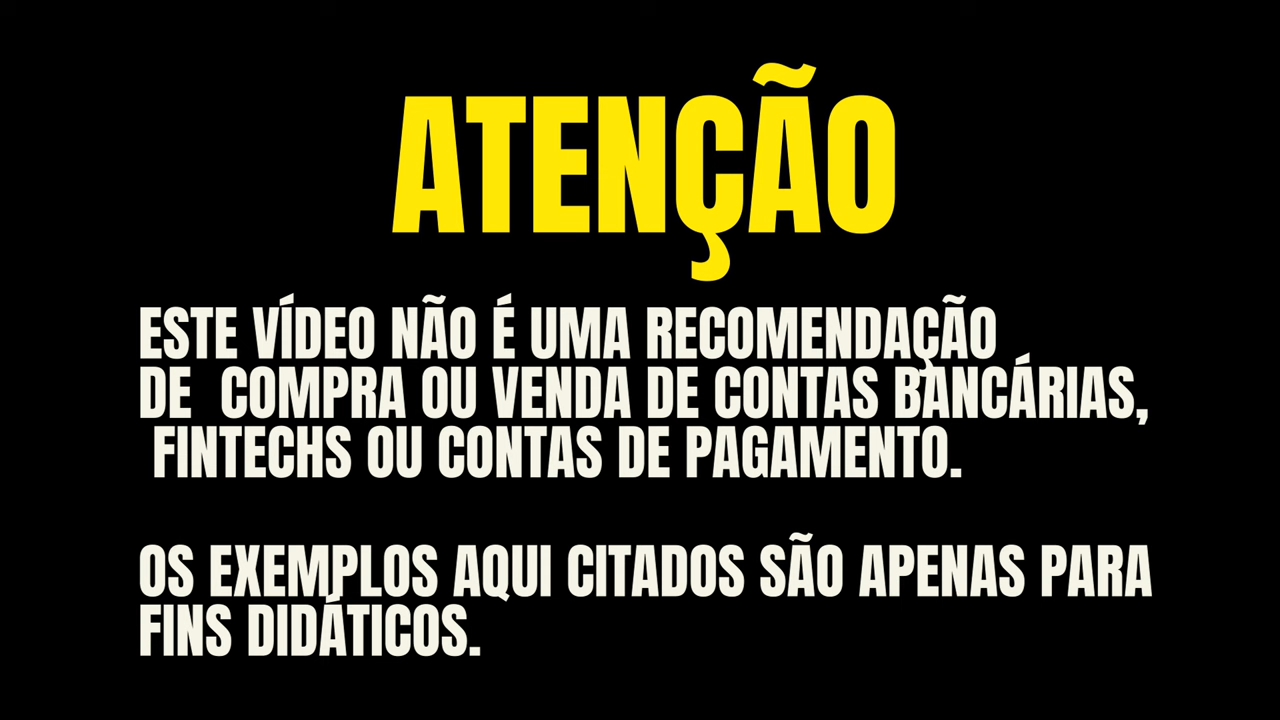 ATENÇÃO
ESTE VÍDEO NÃO É UMA RECOMENDAÇÃO
DE COMPRA OU VENDA DE CONTAS BANCÁRIAS,
FINTECHS OU CONTAS DE PAGAMENTO.
OS EXEMPLOS AQUI CITADOS SÃO APENAS PARA
FINS DIDÁTICOS.